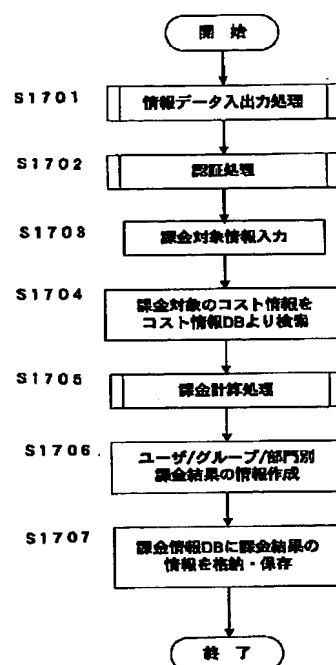 開 始
S1701
情報データ入出力処理
S1702
認証処理
S1703
課金対象情報入力
S1704
課金対象のコスト情報を
コスト情報DBより検索
S1705
課金計算処理
S1706
ユーザ/グループ/部門別
課金結果の情報作成
S1707
課金情報DBに課金結果の
情報を格納・保存
終 了